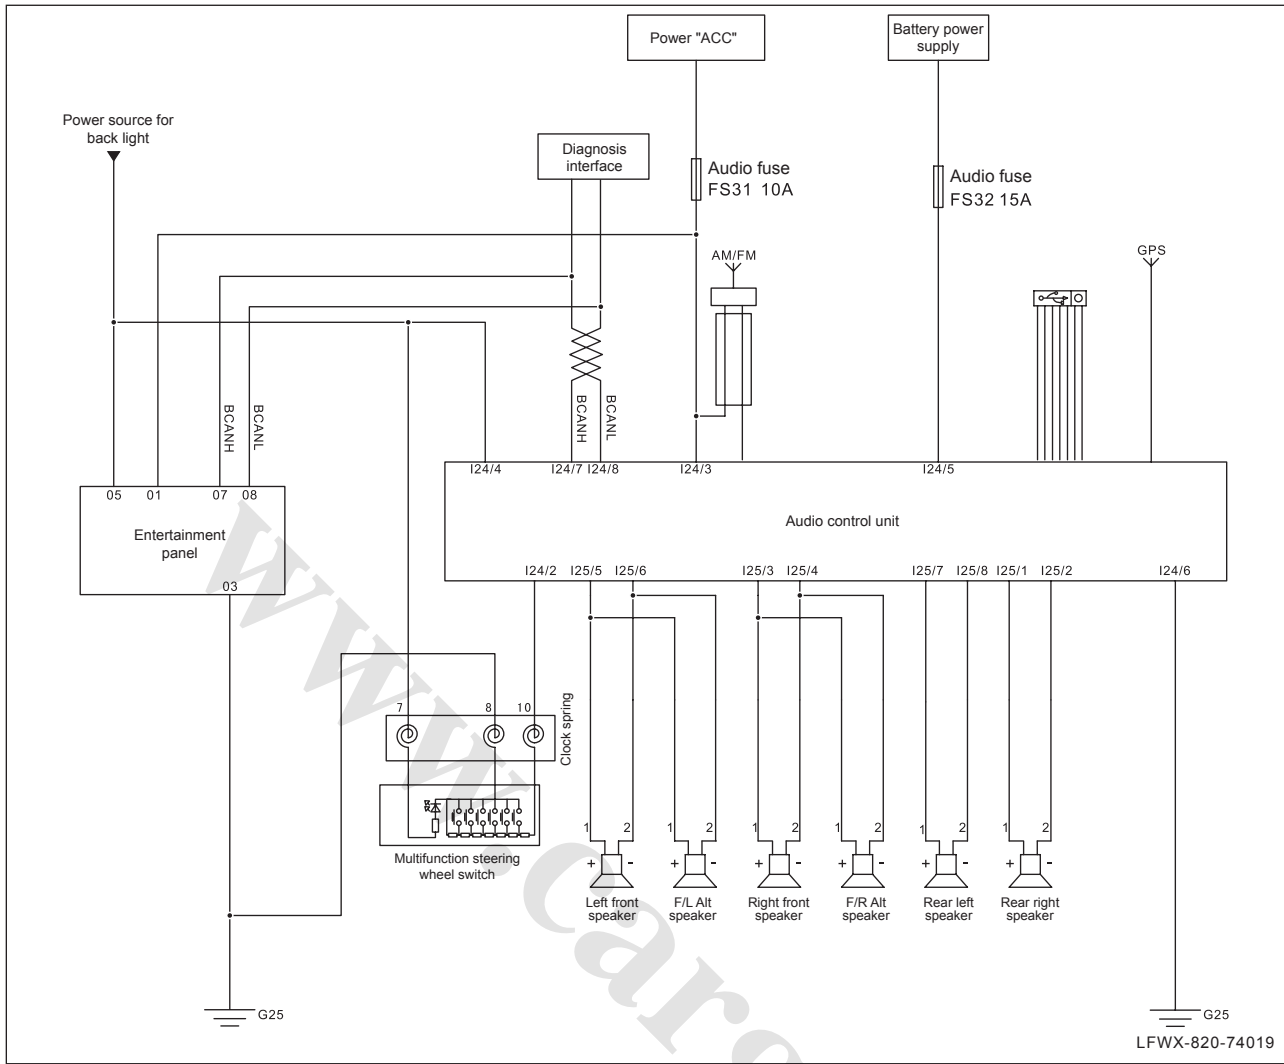 Power "ACC"
Battery power
supply
Power source for
back light
Diagnosis
interface
Audio fuse
FS31 10A
Audio fuse
FS32 15A
AM/FM
GPS
BCANH
BCANL
BCANH
BCANL
I24/4
I24/7
I24/8
I24/3
I24/5
05
01
07
08
Entertainment
panel
03
Audio control unit
I24/2
I25/5
I25/6
I25/3
I25/4
I25/7
I25/8
I25/1
I25/2
I24/6
7
8
10
Clock spring
Multifunction steering
wheel switch
1
2
1
2
1
2
1
2
1
2
1
2
+
-
+
-
+
-
+
-
+
-
+
-
Left front
speaker
F/L Alt
speaker
Right front
speaker
F/R Alt
speaker
Rear left
speaker
Rear right
speaker
G25
G25
LFWX-820-74019
www.caro